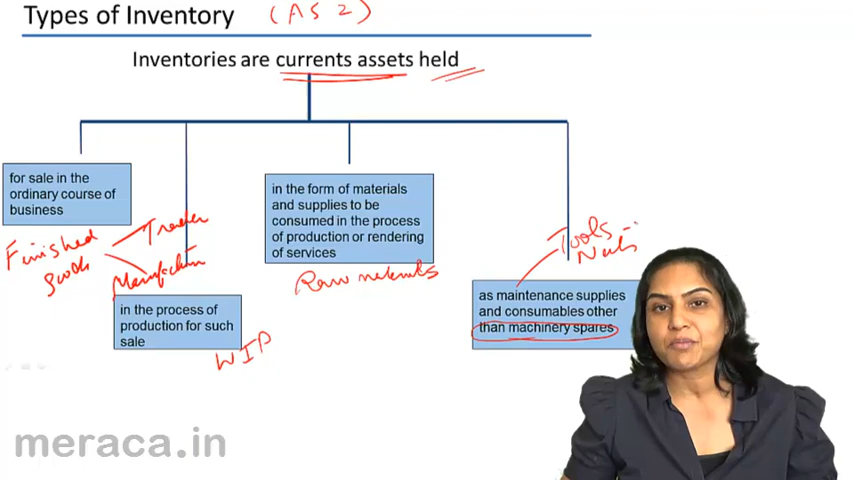 Types of Inventory (AS 2)
Inventories are currents assets held
for sale in the
ordinary course of
business
in the form of materials
and supplies to be
consumed in the process
of production or rendering
of services
Finished
Goods
Trader
Manufacturer
Raw materials
Tools
as maintenance supplies
and consumables other
than machinery spares
in the process of
production for such
sale
WIP
meraca.in